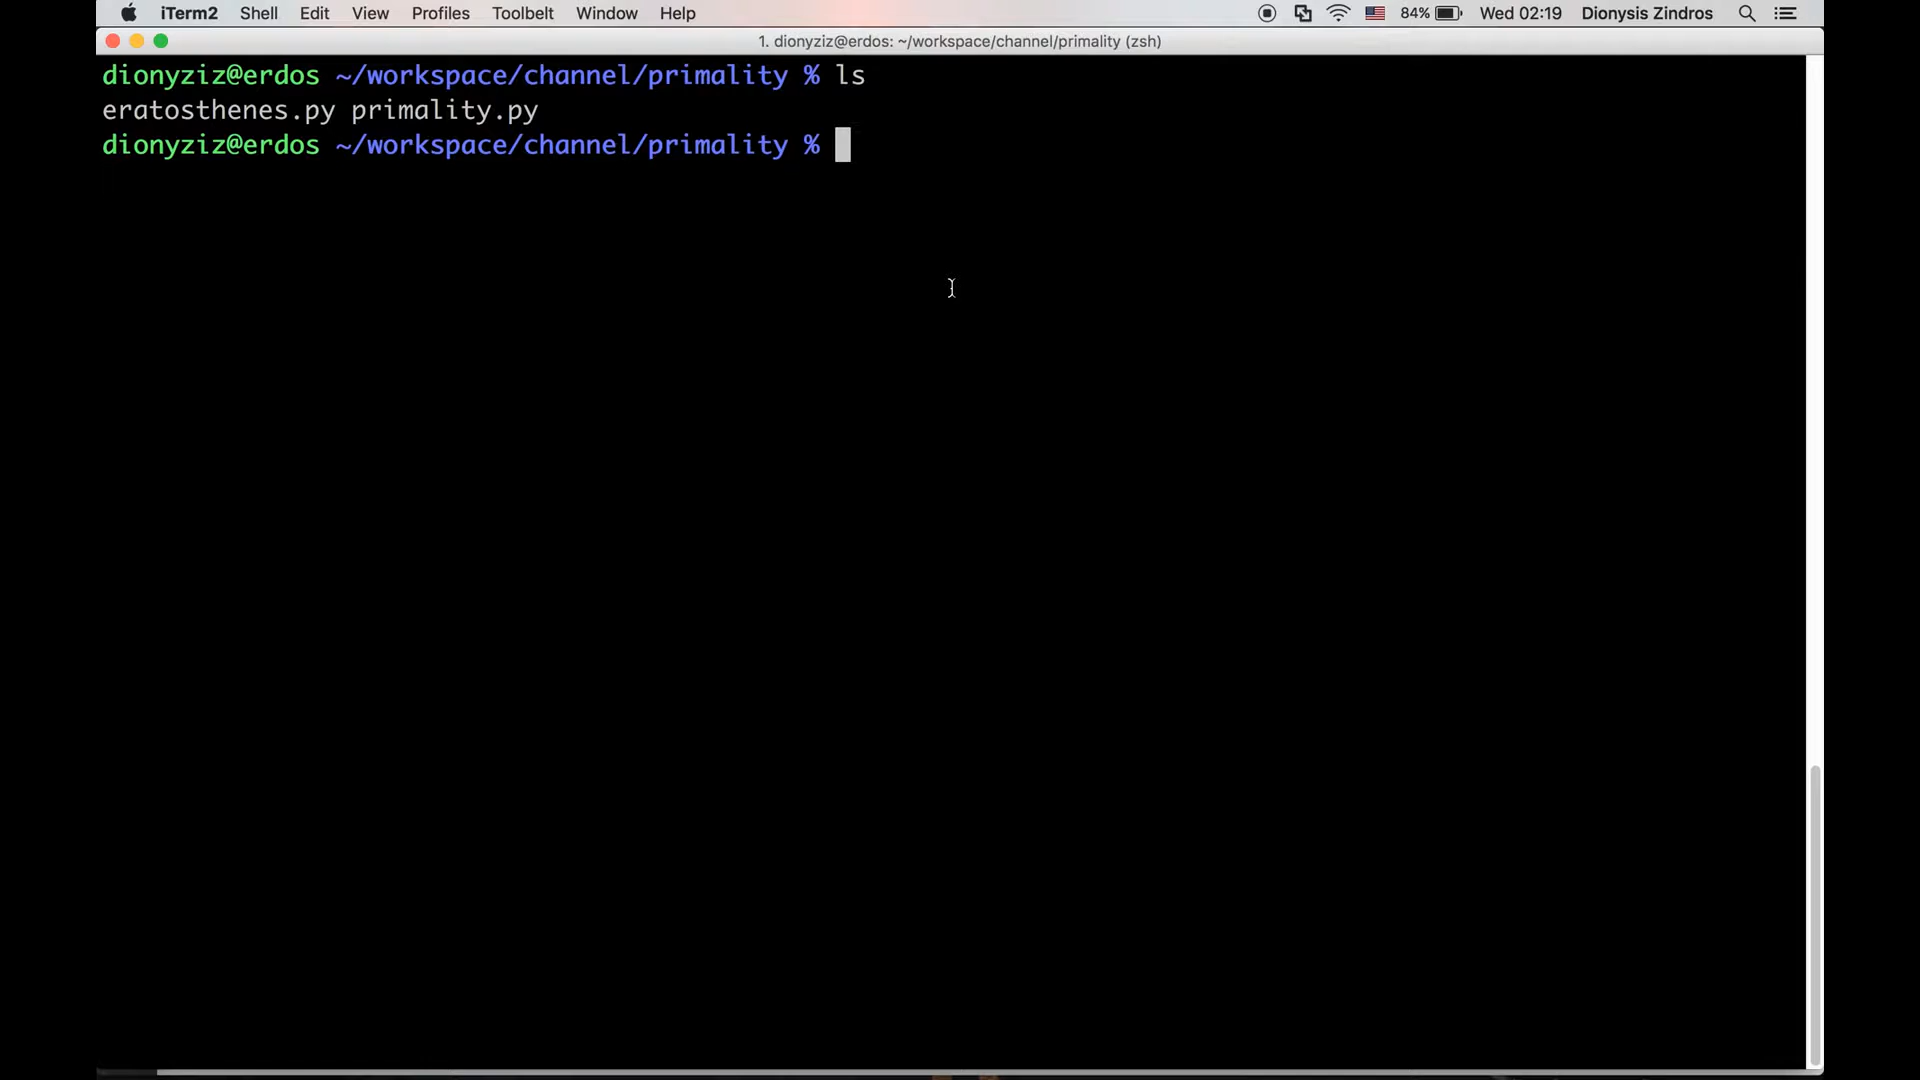 iTerm2 Shell Edit View Profiles Toolbelt Window Help 84% Wed 02:19 Dionysis Zindros
1. dionyziz@erdos: ~/workspace/channel/primality (zsh)
dionyziz@erdos ~/workspace/channel/primality % ls
eratosthenes.py primality.py
dionyziz@erdos ~/workspace/channel/primality %